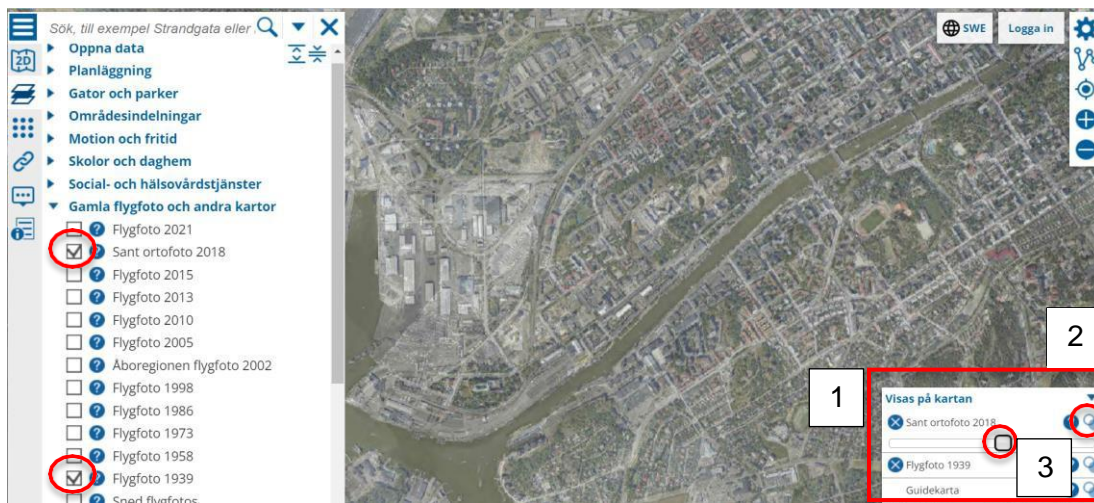 Sök, till exempel Strandgata eller
SWE
Logga in
2D
Öppna data
Planläggning
Gator och parker
Områdesindelningar
Motion och fritid
Skolor och daghem
Social- och hälsovårdstjänster
Gamla flygfoto och andra kartor
? Flygfoto 2021
? Sant ortofoto 2018
? Flygfoto 2015
? Flygfoto 2013
? Flygfoto 2010
? Flygfoto 2005
? Åboregionen flygfoto 2002
? Flygfoto 1998
? Flygfoto 1986
? Flygfoto 1973
? Flygfoto 1958
? Flygfoto 1939
? Sned flygfotos
2
1
Visas på kartan
Sant ortofoto 2018 ?
3
Flygfoto 1939 ?
Guidekarta ?